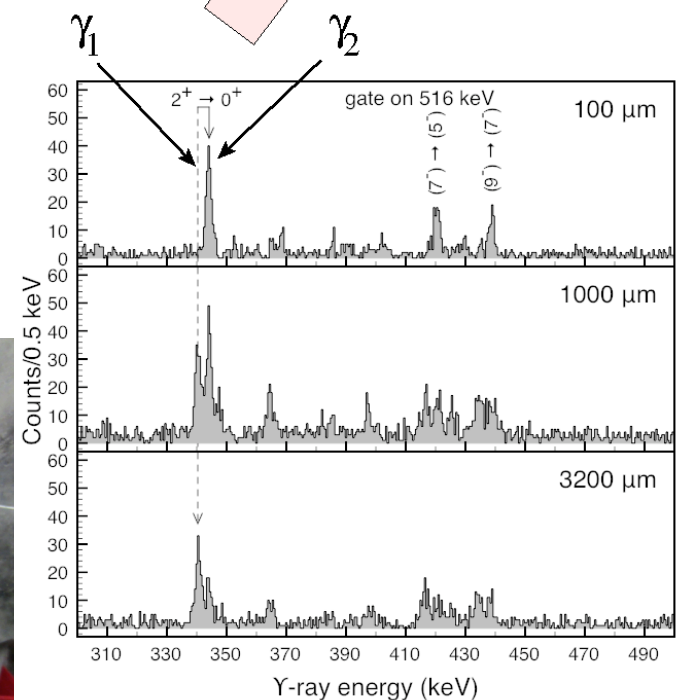 γ1 γ2
60
50
40
30
20
10
0
2+ → 0+
gate on 516 keV
(7-) → (5-)
(9-) → (7-)
100 μm
60
50
40
30
20
10
0
1000 μm
60
50
40
30
20
10
0
3200 μm
Counts/0.5 keV
310 330 350 370 390 410 430 450 470 490
Υ-ray energy (keV)